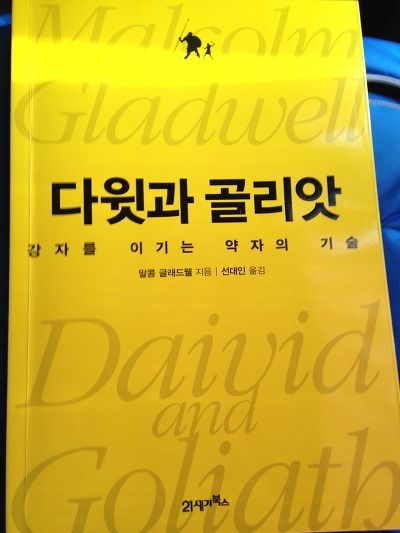 Malcolm
Gladwell
다윗과 골리앗
강자를 이기는 약자의 기술
말콤 글래드웰 지음 | 선대인 옮김
Daivid
and
Goliath
21세기북스